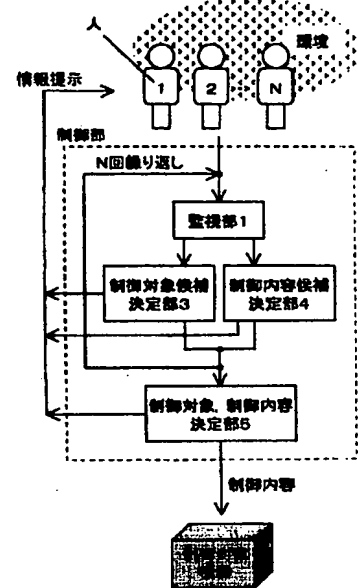 人
環境
1
2
N
情報提示
制御部
N回繰り返し
監視部1
制御対象候補
決定部3
制御内容候補
決定部4
制御対象、制御内容
決定部5
制御内容